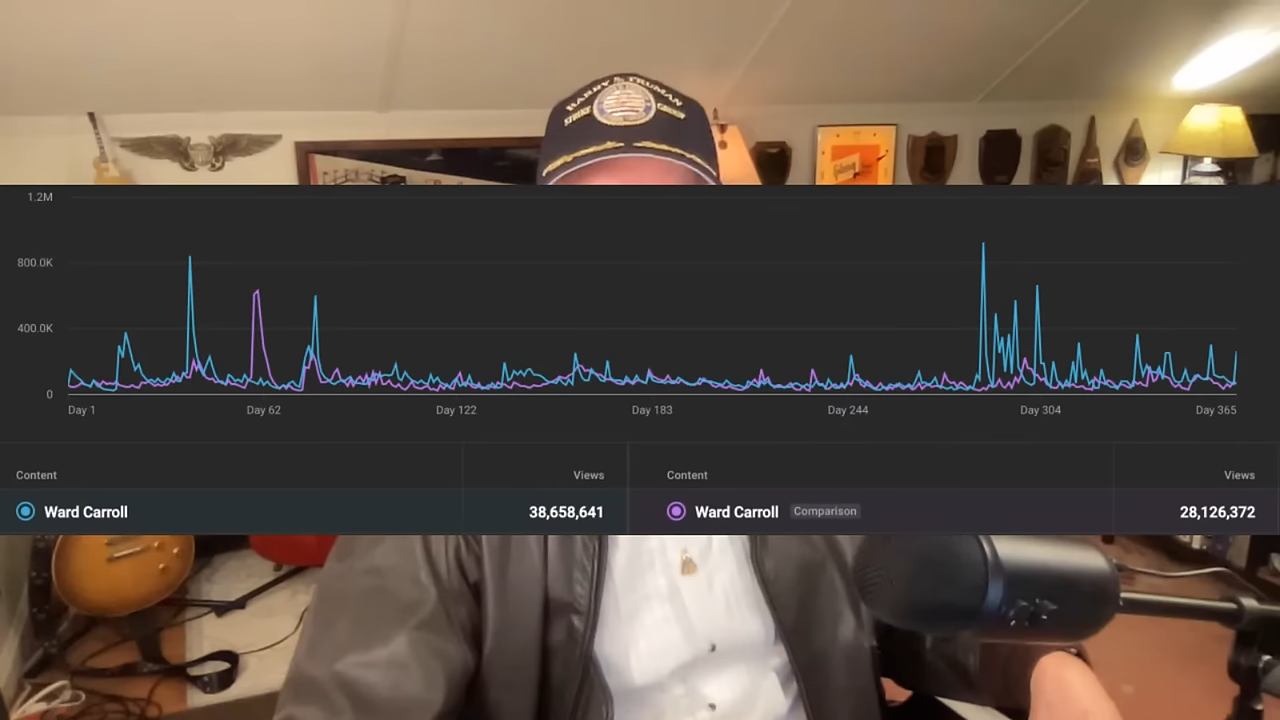 HARRY S TRUMAN
STRIKE GROUP
1.2M
800.0K
400.0K
0
Day 1 Day 62 Day 122 Day 183 Day 244 Day 304 Day 365
Content Views Content Views
Ward Carroll 38,658,641 Ward Carroll Comparison 28,126,372